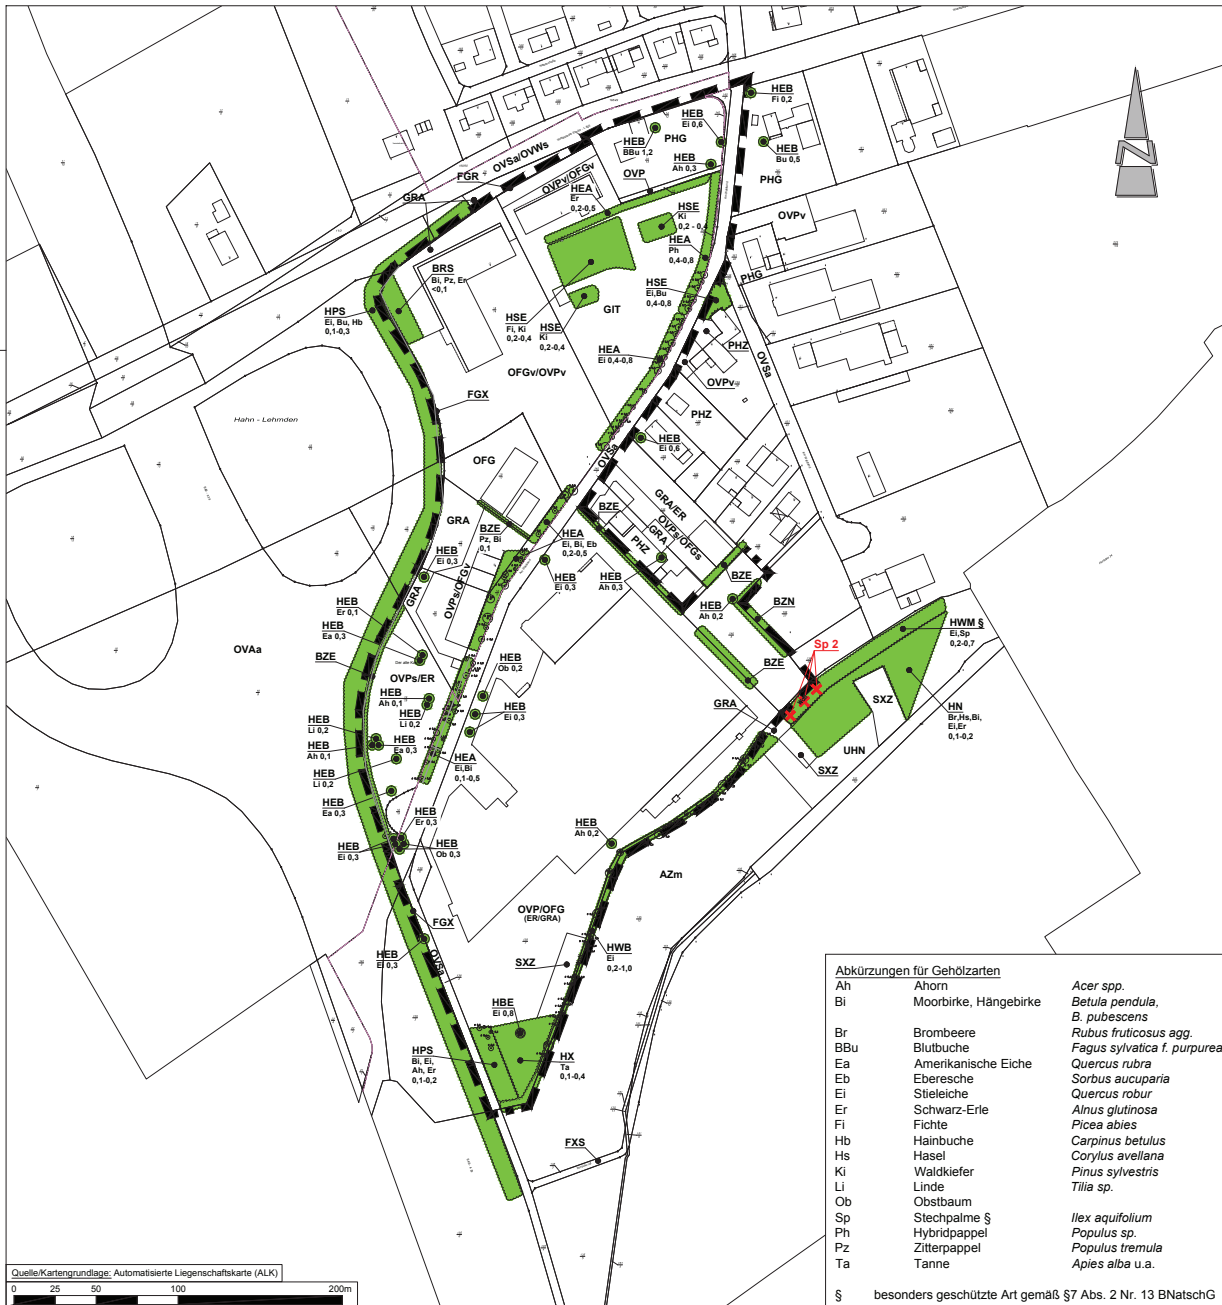 HEB
Fi 0,2
HEB
Ei 0,6
PHG
HEB
BBu 1,2
HEB
Bu 0,5
HEB
Ah 0,3
PHG
OVSa/OVWs
FGR
OVPv/OFGv
OVP
GRA
HEA
Er
0,2-0,5
HSE
Ki
0,2 - 0,4
OVPv
HEA
Ph
0,4-0,8
BRS
Bi, Pz, Er
<0,1
PHG
HSE
Ei,Bu
0,4-0,8
HPS
Ei, Bu, Hb
0,1-0,3
HSE
Fi, Ki
0,2-0,4
HSE
Ki
0,2-0,4
GIT
PHZ
HEA
Ei 0,4-0,8
OVSa
OFGv/OVPv
OVPv
FGX
PHZ
Hahn - Lehmden
HEB
Ei 0,6
OVSa
OFG
GRA/ER
OVPs/OFGs
BZE
GRA
PHZ
GRA
BZE
Pz, Bi
0,1
HEA
Ei, Bi, Eb
0,2-0,5
HEB
Ei 0,3
HEB
Ei 0,3
HEB
Ah 0,3
BZE
GRA
OVPs/OFGv
HEB
Er 0,1
HEB
Ah 0,2
BZN
HWM §
Ei,Sp
0,2-0,7
HEB
Ea 0,3
OVAa
BZE
Sp 2
HEB
Ob 0,2
BZE
OVPs/ER
HEB
Ah 0,1
HEB
Li 0,2
HEB
Ei 0,3
SXZ
HN
Br,Hs,Bi,
Ei,Er
0,1-0,2
GRA
HEB
Li 0,2
HEB
Ah 0,1
HEB
Ea 0,3
HEA
Ei,Bi
0,1-0,5
UHN
SXZ
HEB
Li 0,2
HEB
Ea 0,3
HEB
Er 0,3
HEB
Ah 0,2
HEB
Ei 0,3
HEB
Ob 0,3
AZm
OVP/OFG
(ER/GRA)
FGX
HEB
Ei 0,3
OVSa
HWB
Ei
0,2-1,0
SXZ
HBE
Ei 0,8
HPS
Bi, Ei,
Ah, Er
0,1-0,2
HX
Ta
0,1-0,4
FXS
Abkürzungen für Gehölzarten
Ah Ahorn Acer spp.
Bi Moorbirke, Hängebirke Betula pendula,
B. pubescens
Br Brombeere Rubus fruticosus agg.
BBu Blutbuche Fagus sylvatica f. purpurea
Ea Amerikanische Eiche Quercus rubra
Eb Eberesche Sorbus aucuparia
Ei Stieleiche Quercus robur
Er Schwarz-Erle Alnus glutinosa
Fi Fichte Picea abies
Hb Hainbuche Carpinus betulus
Hs Hasel Corylus avellana
Ki Waldkiefer Pinus sylvestris
Li Linde Tilia sp.
Ob Obstbaum
Sp Stechpalme § Ilex aquifolium
Ph Hybridpappel Populus sp.
Pz Zitterpappel Populus tremula
Ta Tanne Apies alba u.a.
§ besonders geschützte Art gemäß §7 Abs. 2 Nr. 13 BNatschG
Quelle/Kartengrundlage: Automatisierte Liegenschaftskarte (ALK)
0 25 50 100 200m